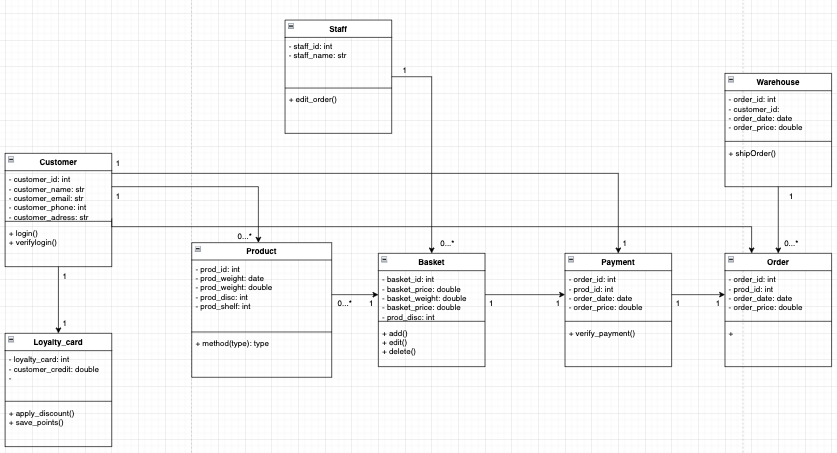 Staff
- staff_id: int
- staff_name: str
+ edit_order()
1
0...*
Warehouse
- order_id: int
- customer_id:
- order_date: date
- order_price: double
+ shipOrder()
1
0...*
Customer
- customer_id: int
- customer_name: str
- customer_email: str
- customer_phone: int
- customer_adress: str
+ login()
+ verifylogin()
1
1
1
0...*
1
1
Product
- prod_id: int
- prod_weight: date
- prod_weight: double
- prod_disc: int
- prod_shelf: int
+ method(type): type
0...*
1
Basket
- basket_id: int
- basket_price: double
- basket_weight: double
- basket_price: double
- prod_disc: int
+ add()
+ edit()
+ delete()
1
1
Payment
- order_id: int
- prod_id: int
- order_date: date
- order_price: double
+ verify_payment()
1
1
Order
- order_id: int
- prod_id: int
- order_date: date
- order_price: double
+
Loyalty_card
- loyalty_card: int
- customer_credit: double
-
+ apply_discount()
+ save_points()